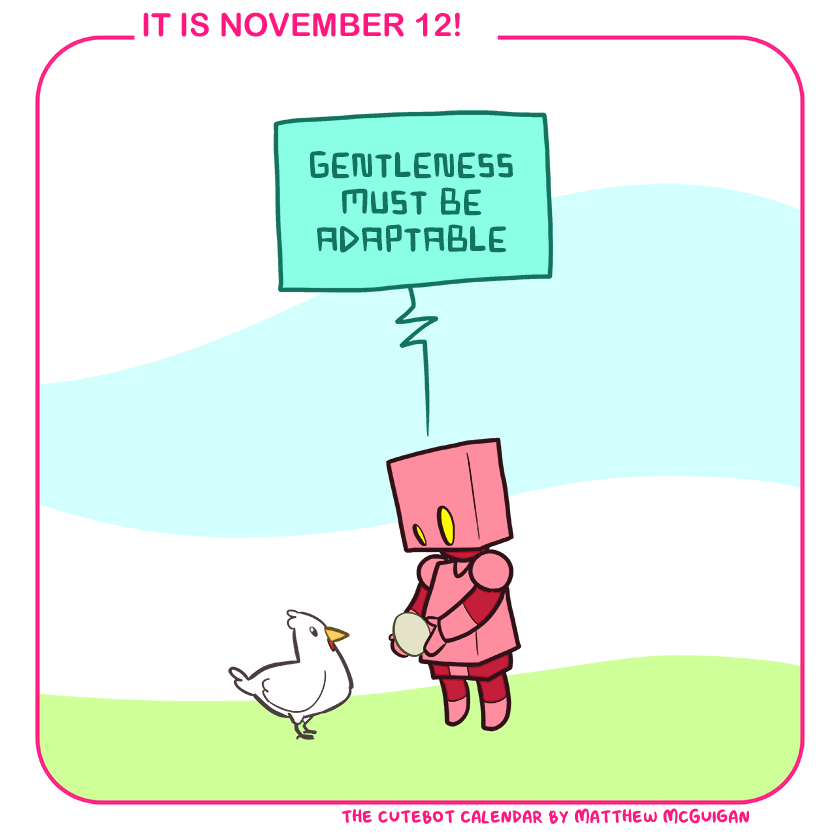 IT IS NOVEMBER 12!
GENTLENESS
MUST BE
ADAPTABLE
THE CUTEBOT CALENDAR BY MATTHEW MCGUIGAN